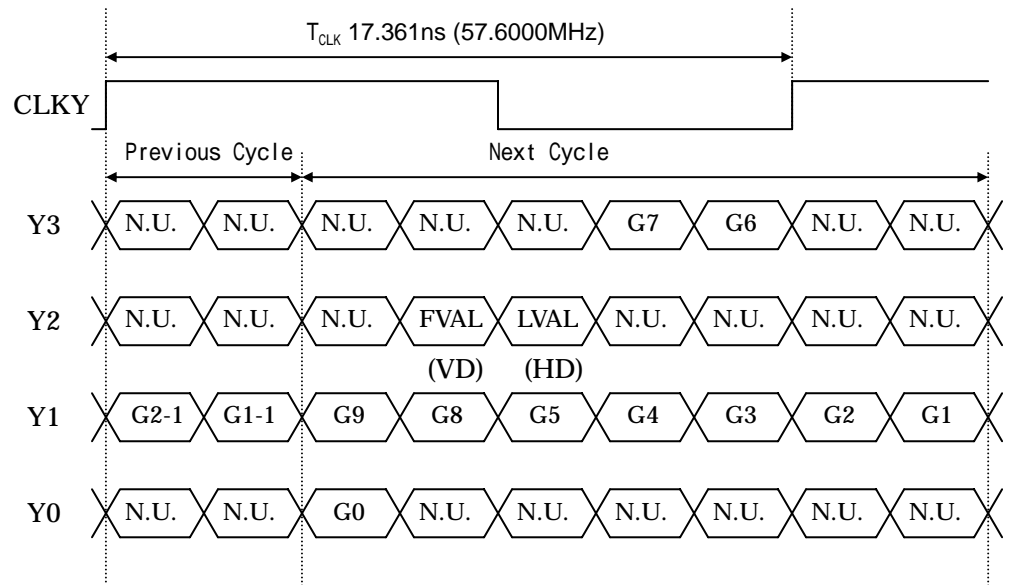 T_CLK 17.361ns (57.6000MHz)
CLKY
Previous Cycle Next Cycle
Y3 N.U. N.U. N.U. N.U. N.U. G7 G6 N.U. N.U.
Y2 N.U. N.U. N.U. FVAL LVAL N.U. N.U. N.U. N.U.
(VD) (HD)
Y1 G2-1 G1-1 G9 G8 G5 G4 G3 G2 G1
Y0 N.U. N.U. G0 N.U. N.U. N.U. N.U. N.U. N.U.